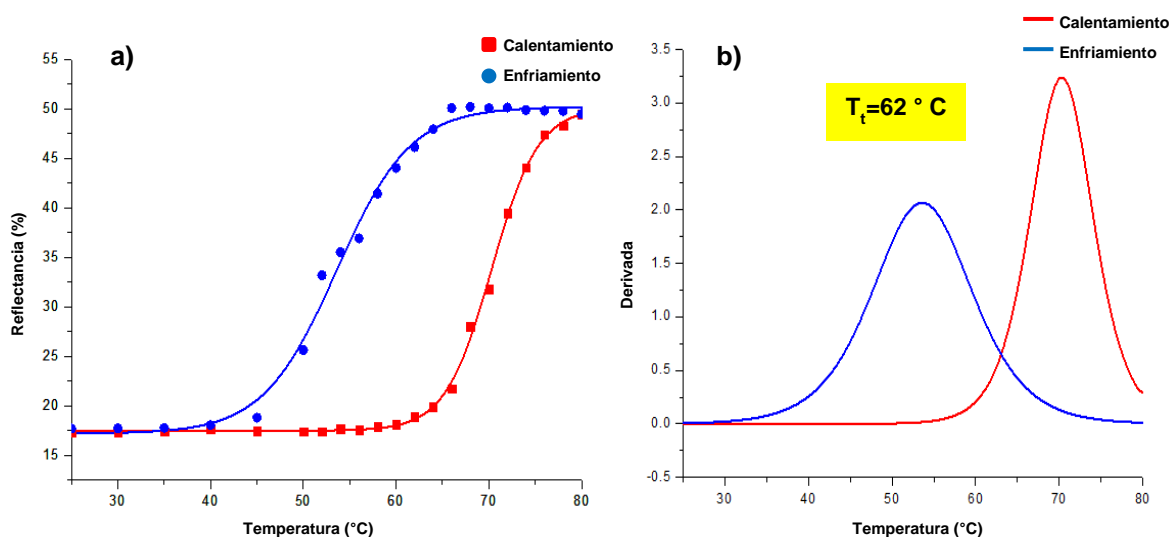 a)
Calentamiento
Enfriamiento
55
50
45
40
35
30
25
20
15
Reflectancia (%)
30 40 50 60 70 80
Temperatura (°C)
b)
Calentamiento
Enfriamiento
Tt=62 ° C
3.5
3.0
2.5
2.0
1.5
1.0
0.5
0.0
-0.5
Derivada
30 40 50 60 70 80
Temperatura (°C)